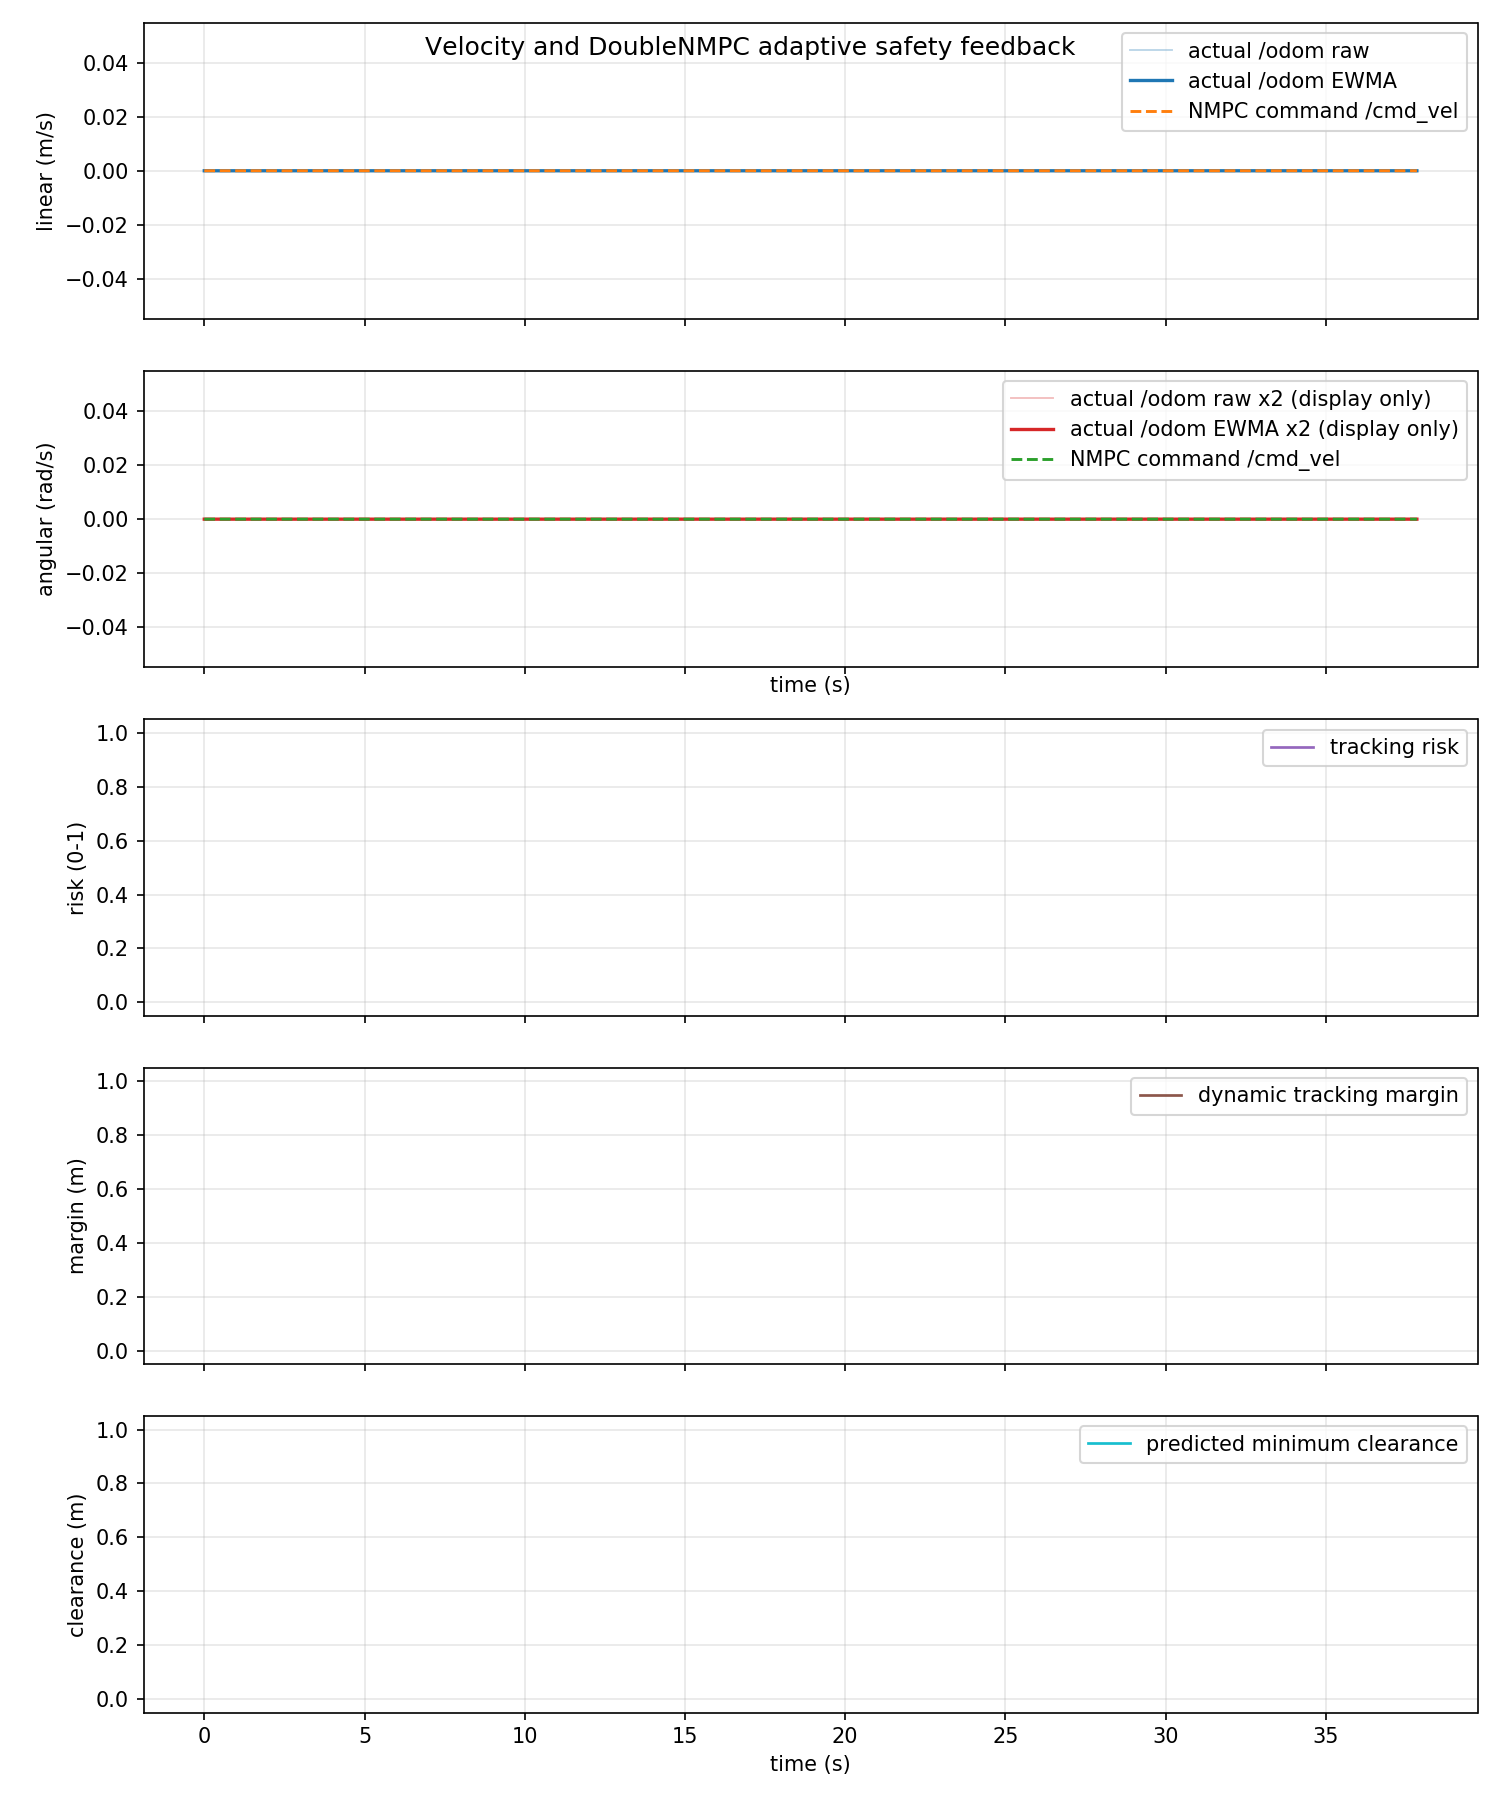 Velocity and DoubleNMPC adaptive safety feedback
actual /odom raw
actual /odom EWMA
NMPC command /cmd_vel
linear (m/s)
0.04
0.02
0.00
−0.02
−0.04
actual /odom raw x2 (display only)
actual /odom EWMA x2 (display only)
NMPC command /cmd_vel
angular (rad/s)
0.04
0.02
0.00
−0.02
−0.04
time (s)
tracking risk
risk (0-1)
1.0
0.8
0.6
0.4
0.2
0.0
dynamic tracking margin
margin (m)
1.0
0.8
0.6
0.4
0.2
0.0
predicted minimum clearance
clearance (m)
1.0
0.8
0.6
0.4
0.2
0.0
0 5 10 15 20 25 30 35
time (s)